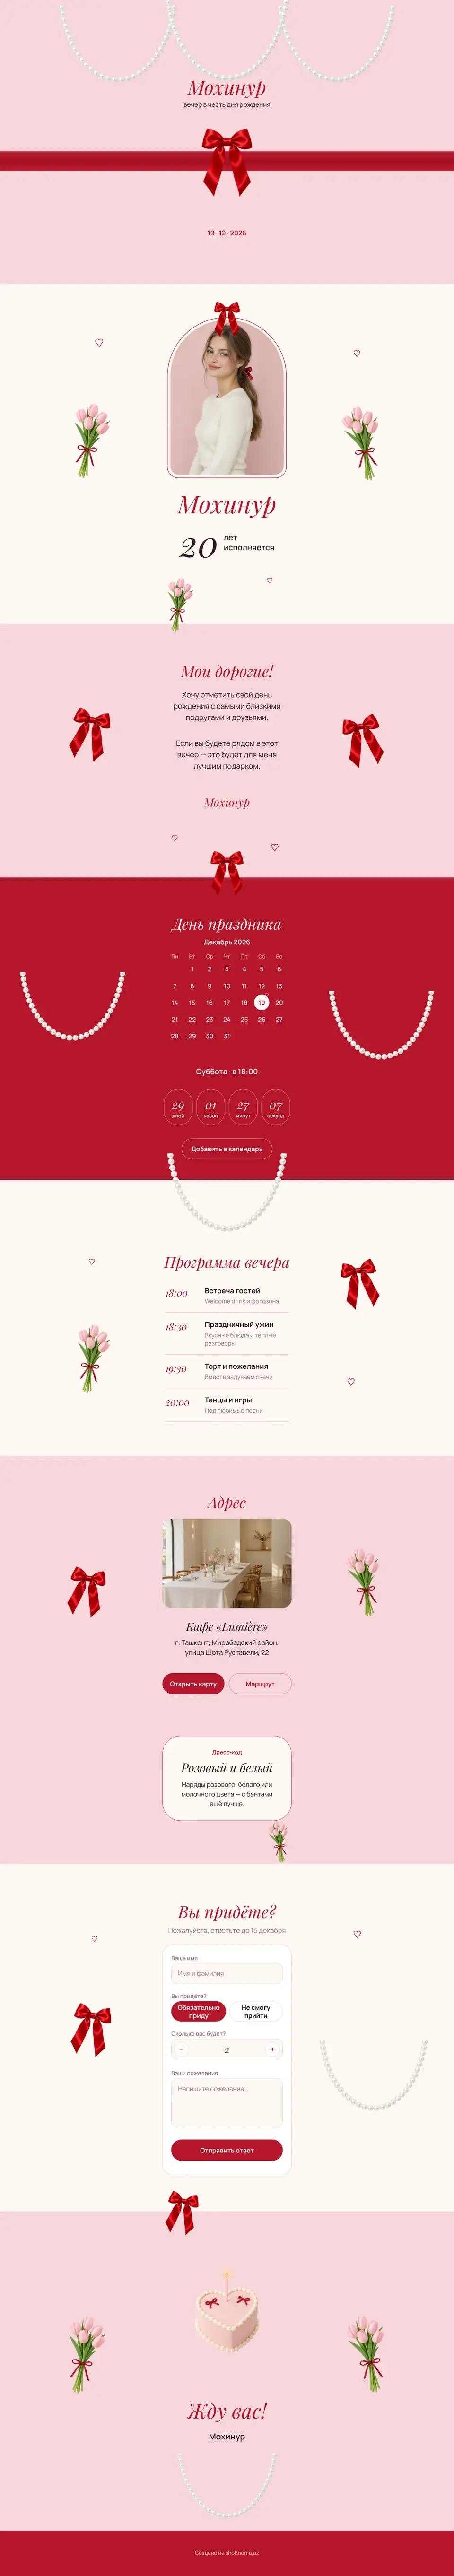 Мохинур
вечер в честь дня рождения
19 · 12 · 2026
Мохинур
20
лет
исполняется
Мои дорогие!
Хочу отметить свой день
рождения с самыми близкими
подругами и друзьями.
Если вы будете рядом в этот
вечер — это будет для меня
лучшим подарком.
Мохинур
День праздника
Декабрь 2026
Пн Вт Ср Чт Пт Сб Вс
1 2 3 4 5 6
7 8 9 10 11 12 13
14 15 16 17 18 19 20
21 22 23 24 25 26 27
28 29 30 31
Суббота · в 18:00
29 01 27 07
дней часов минут секунд
Добавить в календарь
Программа вечера
18:00 Встреча гостей
Welcome drink и фотозона
18:30 Праздничный ужин
Вкусные блюда и тёплые
разговоры
19:30 Торт и пожелания
Вместе задуваем свечи
20:00 Танцы и игры
Под любимые песни
Адрес
Кафе «Lumière»
г. Ташкент, Мирабадский район,
улица Шота Руставели, 22
Открыть карту Маршрут
Дресс-код
Розовый и белый
Наряды розового, белого или
молочного цвета — с бантами
ещё лучше.
Вы придёте?
Пожалуйста, ответьте до 15 декабря
Ваше имя
Имя и фамилия
Вы придёте?
Обязательно
приду
Не смогу
прийти
Сколько вас будет?
− 2 +
Ваши пожелания
Напишите пожелание…
Отправить ответ
Жду вас!
Мохинур
Создано на shohnoma.uz